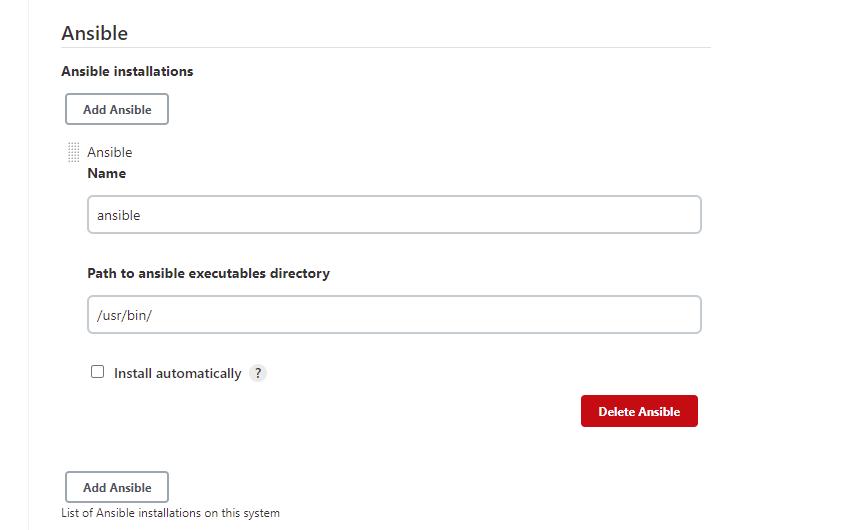 Ansible
Ansible installations
Add Ansible
Ansible
Name
ansible
Path to ansible executables directory
/usr/bin/
Install automatically ?
Delete Ansible
Add Ansible
List of Ansible installations on this system